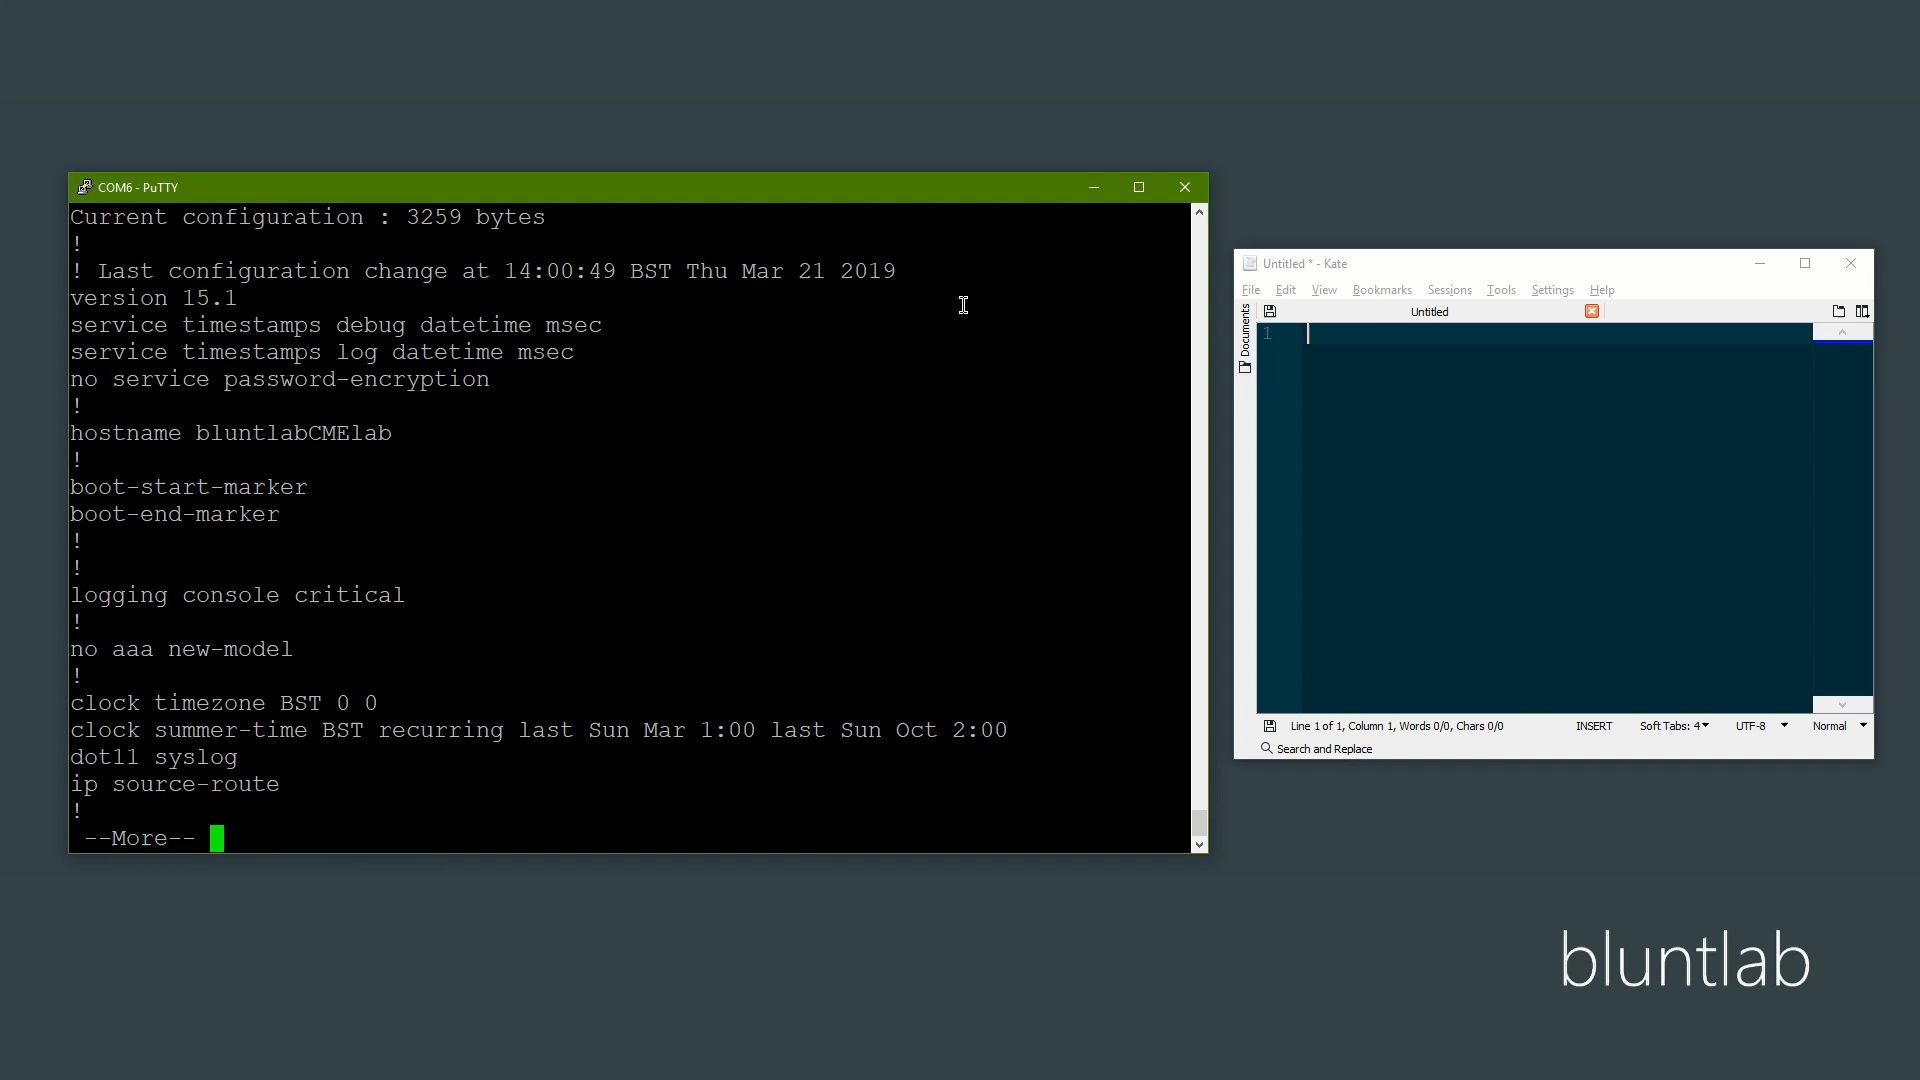 COM6 - PuTTY
Current configuration : 3259 bytes
!
! Last configuration change at 14:00:49 BST Thu Mar 21 2019
version 15.1
service timestamps debug datetime msec
service timestamps log datetime msec
no service password-encryption
!
hostname bluntlabCMElab
!
boot-start-marker
boot-end-marker
!
!
logging console critical
!
no aaa new-model
!
clock timezone BST 0 0
clock summer-time BST recurring last Sun Mar 1:00 last Sun Oct 2:00
dot11 syslog
ip source-route
!
--More--
Untitled * - Kate
File Edit View Bookmarks Sessions Tools Settings Help
Untitled
Documents
1
Line 1 of 1, Column 1, Words 0/0, Chars 0/0 INSERT Soft Tabs: 4 UTF-8 Normal
Search and Replace
bluntlab